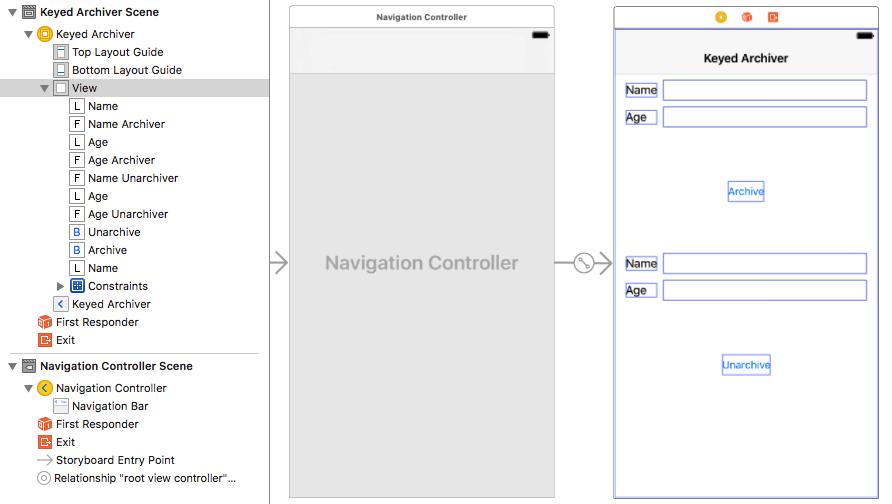 Keyed Archiver Scene
Keyed Archiver
Top Layout Guide
Bottom Layout Guide
View
L Name
F Name Archiver
L Age
F Age Archiver
F Name Unarchiver
L Age
F Age Unarchiver
B Unarchive
B Archive
L Name
Constraints
Keyed Archiver
First Responder
Exit
Navigation Controller Scene
Navigation Controller
Navigation Bar
First Responder
Exit
Storyboard Entry Point
Relationship "root view controller"...
Navigation Controller
Navigation Controller
Keyed Archiver
Name
Age
Archive
Name
Age
Unarchive